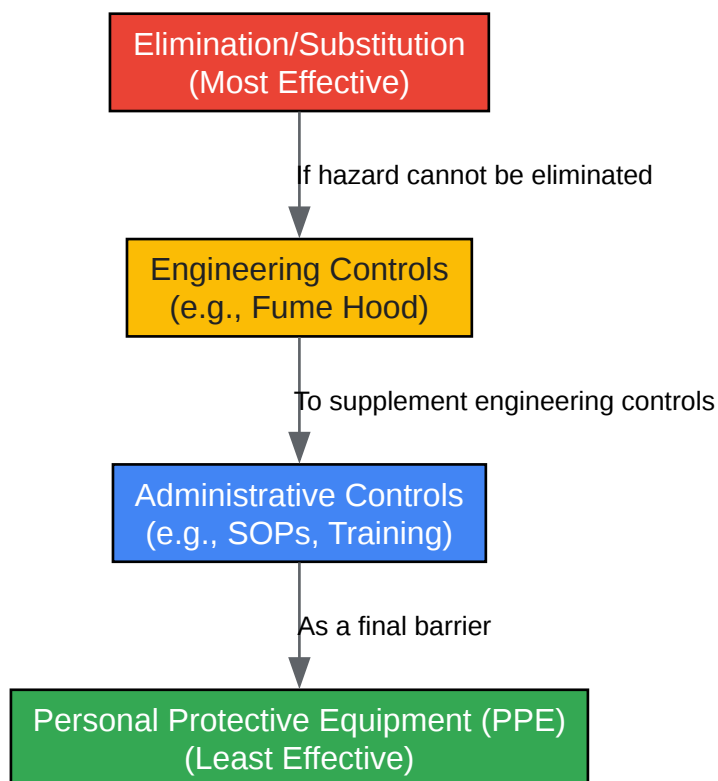 Elimination/Substitution
(Most Effective)
If hazard cannot be eliminated
Engineering Controls
(e.g., Fume Hood)
To supplement engineering controls
Administrative Controls
(e.g., SOPs, Training)
As a final barrier
Personal Protective Equipment (PPE)
(Least Effective)